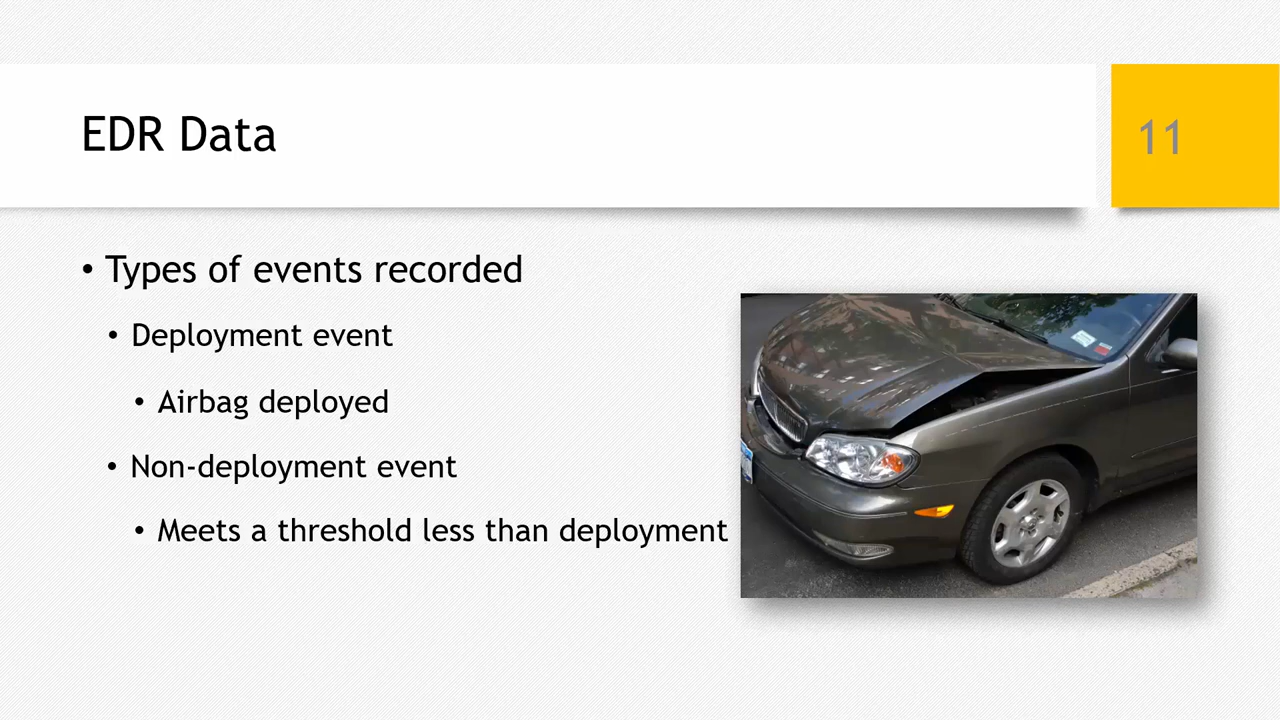 EDR Data
11
• Types of events recorded
• Deployment event
• Airbag deployed
• Non-deployment event
• Meets a threshold less than deployment